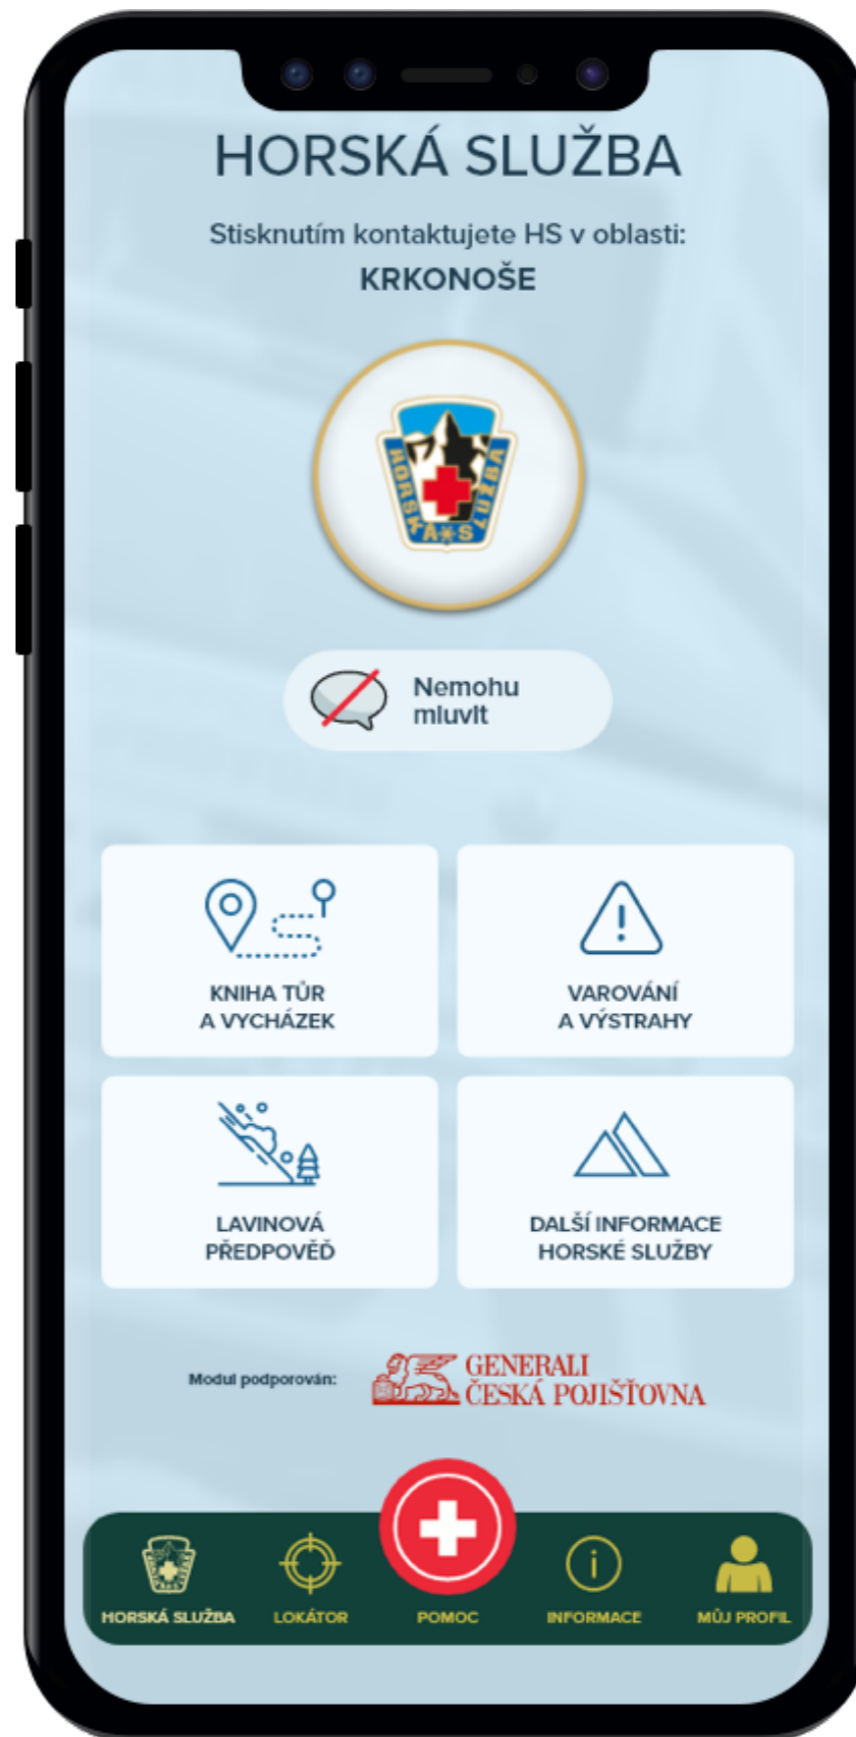 HORSKÁ SLUŽBA
Stisknutím kontaktujete HS v oblasti:
KRKONOŠE
HORSKÁ SLUŽBA
Nemohu
mluvIt
KNIHA TŮR
A VYCHÁZEK
VAROVÁNÍ
A VÝSTRAHY
LAVINOVÁ
PŘEDPOVĚĎ
DALŠÍ INFORMACE
HORSKÉ SLUŽBY
Modul podporován:
GENERALI
ČESKÁ POJIŠŤOVNA
HORSKÁ SLUŽBA
LOKÁTOR
POMOC
INFORMACE
MŮJ PROFIL